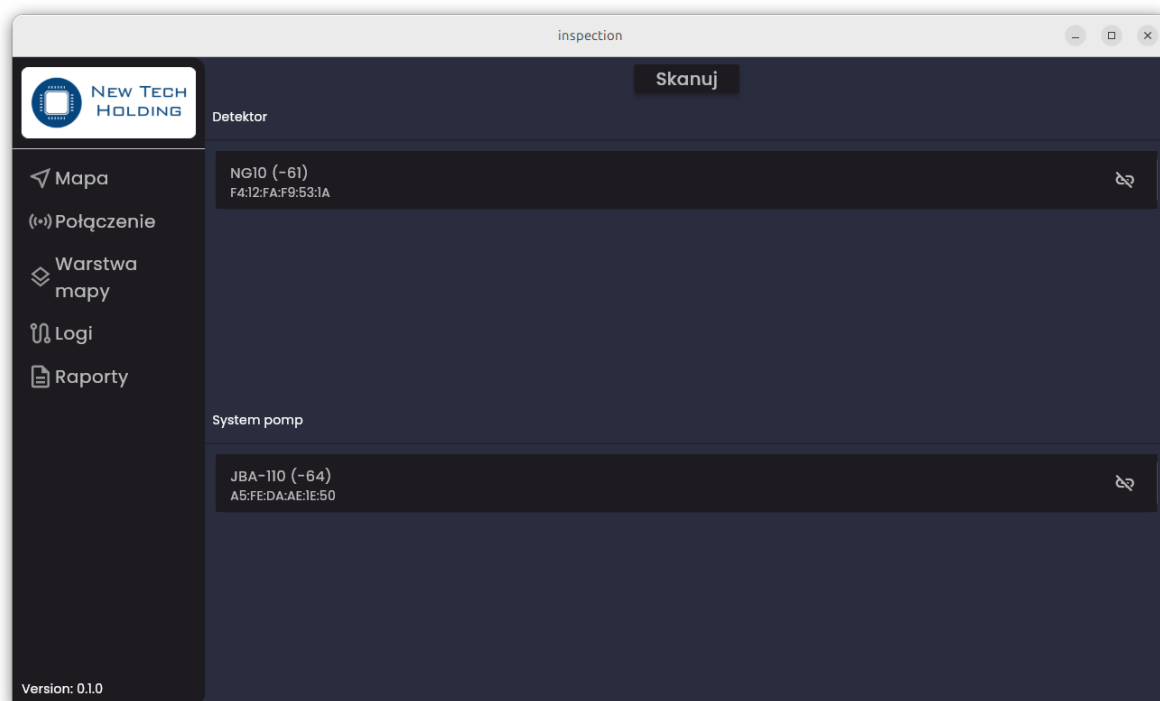 inspection
NEW TECH
HOLDING
Mapa
Połączenie
Warstwa
mapy
Logi
Raporty
Version: 0.1.0
Skanuj
Detektor
NG10 (-61)
F4:12:FA:F9:53:1A
System pomp
JBA-110 (-64)
A5:FE:DA:AE:1E:50